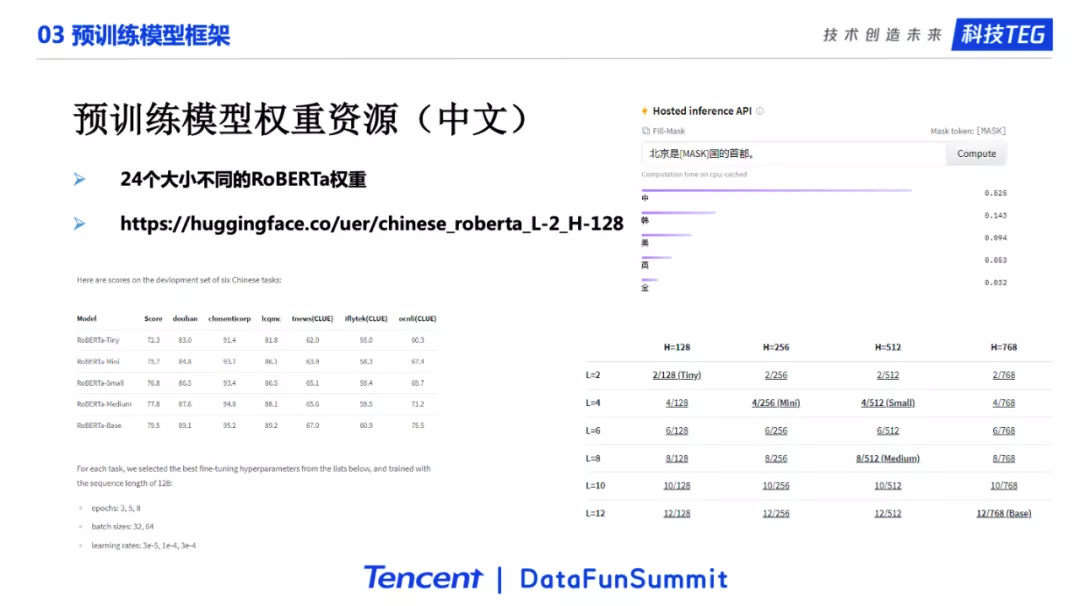 03 预训练模型框架
技术创造未来 科技TEG
预训练模型权重资源（中文）
➤ 24个大小不同的RoBERTa权重
➤ https://huggingface.co/uer/chinese_roberta_L-2_H-128
Here are scores on the devlopment set of six Chinese tasks:
Model Score douban chnsenticorp lcqmc tnews(CLUE) iflytek(CLUE) ocnli(CLUE)
RoBERTa-Tiny 72.3 83.0 91.4 81.8 62.0 55.0 60.3
RoBERTa-Mini 75.7 84.8 93.7 86.1 63.9 58.3 67.4
RoBERTa-Small 76.8 86.5 93.4 86.5 65.1 59.4 69.7
RoBERTa-Medium 77.8 87.6 94.8 88.1 65.6 59.5 71.2
RoBERTa-Base 79.5 89.1 95.2 89.2 67.0 60.9 75.5
For each task, we selected the best fine-tuning hyperparameters from the lists below, and trained with
the sequence length of 128:
• epochs: 3, 5, 8
• batch sizes: 32, 64
• learning rates: 3e-5, 1e-4, 3e-4
Hosted inference API
Fill-Mask Mask token: [MASK]
北京是[MASK]国的首都。 Compute
Computation time on cpu: cached
中 0.526
韩 0.143
美 0.094
英 0.053
全 0.032
H=128 H=256 H=512 H=768
L=2 2/128 (Tiny) 2/256 2/512 2/768
L=4 4/128 4/256 (Mini) 4/512 (Small) 4/768
L=6 6/128 6/256 6/512 6/768
L=8 8/128 8/256 8/512 (Medium) 8/768
L=10 10/128 10/256 10/512 10/768
L=12 12/128 12/256 12/512 12/768 (Base)
Tencent | DataFunSummit